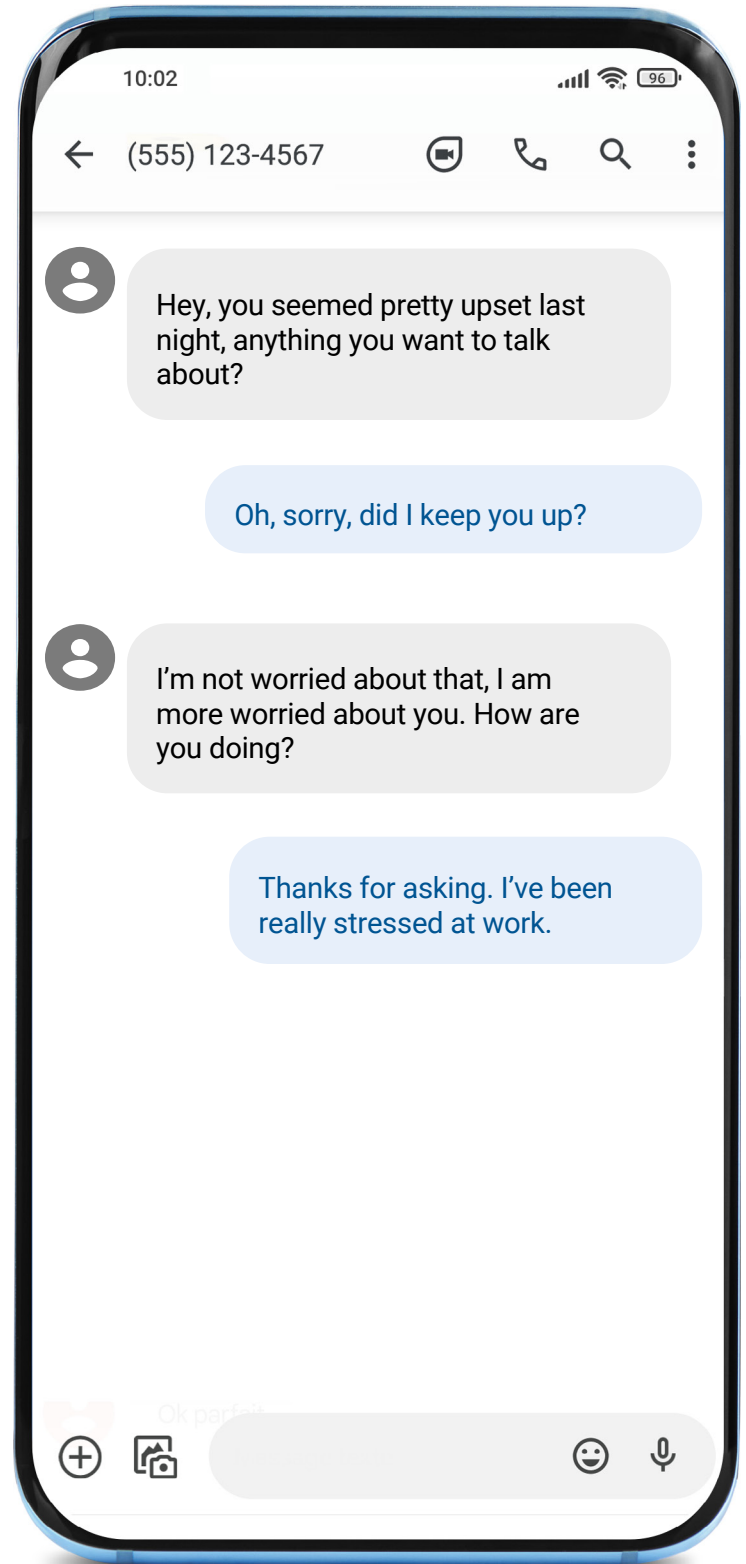 10:02
96
(555) 123-4567
Hey, you seemed pretty upset last
night, anything you want to talk
about?
Oh, sorry, did I keep you up?
I’m not worried about that, I am
more worried about you. How are
you doing?
Thanks for asking. I’ve been
really stressed at work.
Ok parfait